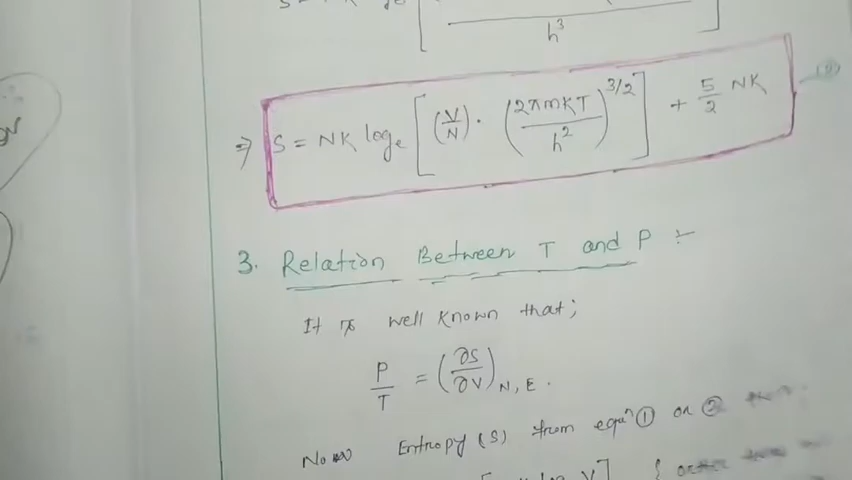 h³
⇒ S = NK logₑ [(V/N) · (2πmKT/h²)^3/2] + 5/2 NK
3. Relation Between T and P :-
It is well known that;
P/T = (∂S/∂V)N,E.
Now Entropy (S) from eqⁿ ① or ②